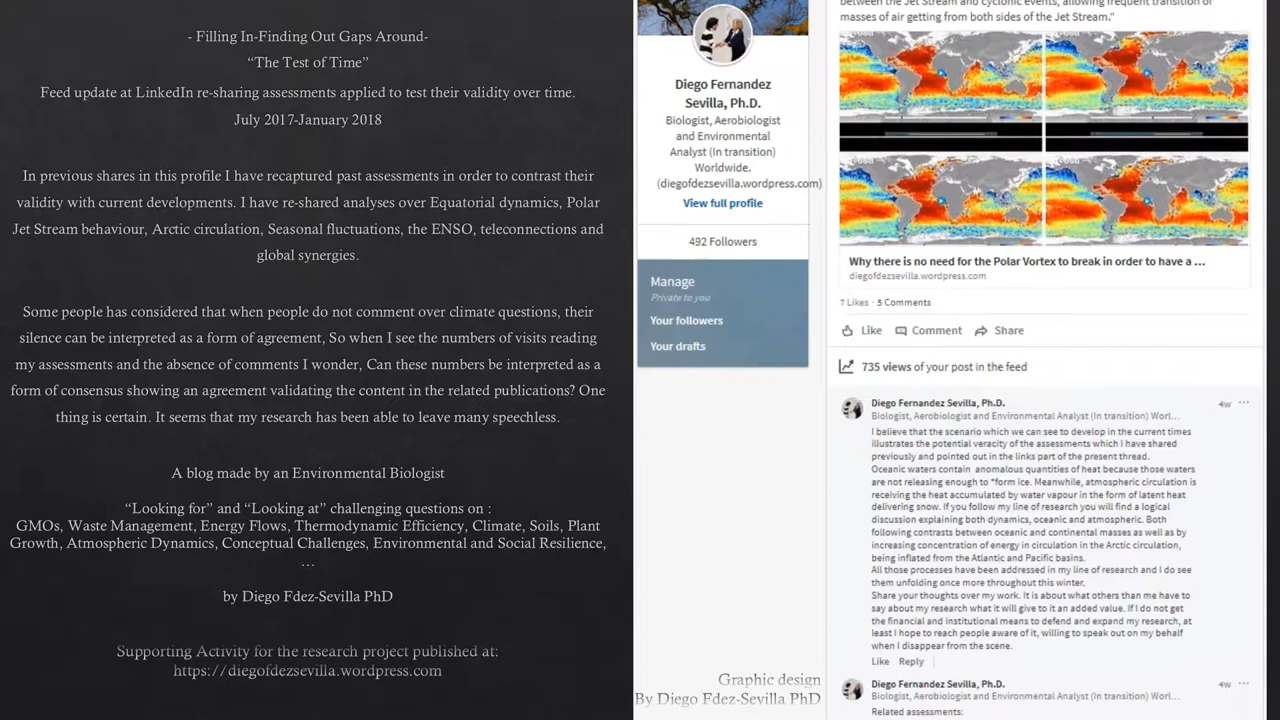 - Filling In-Finding Out Gaps Around-
“The Test of Time”
Feed update at LinkedIn re-sharing assessments applied to test their validity over time.
July 2017-January 2018
In previous shares in this profile I have recaptured past assessments in order to contrast their
validity with current developments. I have re-shared analyses over Equatorial dynamics, Polar
Jet Stream behaviour, Arctic circulation, Seasonal fluctuations, the ENSO, teleconnections and
global synergies.
Some people has considered that when people do not comment over climate questions, their
silence can be interpreted as a form of agreement, So when I see the numbers of visits reading
my assessments and the absence of comments I wonder, Can these numbers be interpreted as a
form of consensus showing an agreement validating the content in the related publications? One
thing is certain. It seems that my research has been able to leave many speechless.
A blog made by an Environmental Biologist
“Looking for” and “Looking at” challenging questions on :
GMOs, Waste Management, Energy Flows, Thermodynamic Efficiency, Climate, Soils, Plant
Growth, Atmospheric Dynamics, Conceptual Challenges, Environmental and Social Resilience,
…
by Diego Fdez-Sevilla PhD
Supporting Activity for the research project published at:
https://diegofdezsevilla.wordpress.com
Diego Fernandez
Sevilla, Ph.D.
Biologist, Aerobiologist
and Environmental
Analyst (In transition)
Worldwide.
(diegofdezsevilla.wordpress.com)
View full profile
492 Followers
Manage
Private to you
Your followers
Your drafts
Graphic design
By Diego Fdez-Sevilla PhD
between the Jet Stream and cyclonic events, allowing frequent transition of
masses of air getting from both sides of the Jet Stream."
Why there is no need for the Polar Vortex to break in order to have a ...
diegofdezsevilla.wordpress.com
7 Likes · 5 Comments
Like Comment Share
735 views of your post in the feed
Diego Fernandez Sevilla, Ph.D. 4w ...
Biologist, Aerobiologist and Environmental Analyst (In transition) Worl...
I believe that the scenario which we can see to develop in the current times
illustrates the potential veracity of the assessments which I have shared
previously and pointed out in the links part of the present thread.
Oceanic waters contain anomalous quantities of heat because those waters
are not releasing enough to *form ice. Meanwhile, atmospheric circulation is
receiving the heat accumulated by water vapour in the form of latent heat
delivering snow. If you follow my line of research you will find a logical
discussion explaining both dynamics, oceanic and atmospheric. Both
following contrasts between oceanic and continental masses as well as by
increasing concentration of energy in circulation in the Arctic circulation,
being inflated from the Atlantic and Pacific basins.
All those processes have been addressed in my line of research and I do see
them unfolding once more throughout this winter.
Share your thoughts over my work. It is about what others than me have to
say about my research what it will give to it an added value. If I do not get
the financial and institutional means to defend and expand my research, at
least I hope to reach people aware of it, willing to speak out on my behalf
when I disappear from the scene.
Like Reply
Diego Fernandez Sevilla, Ph.D. 4w ...
Biologist, Aerobiologist and Environmental Analyst (In transition) Worl...
Related assessments: